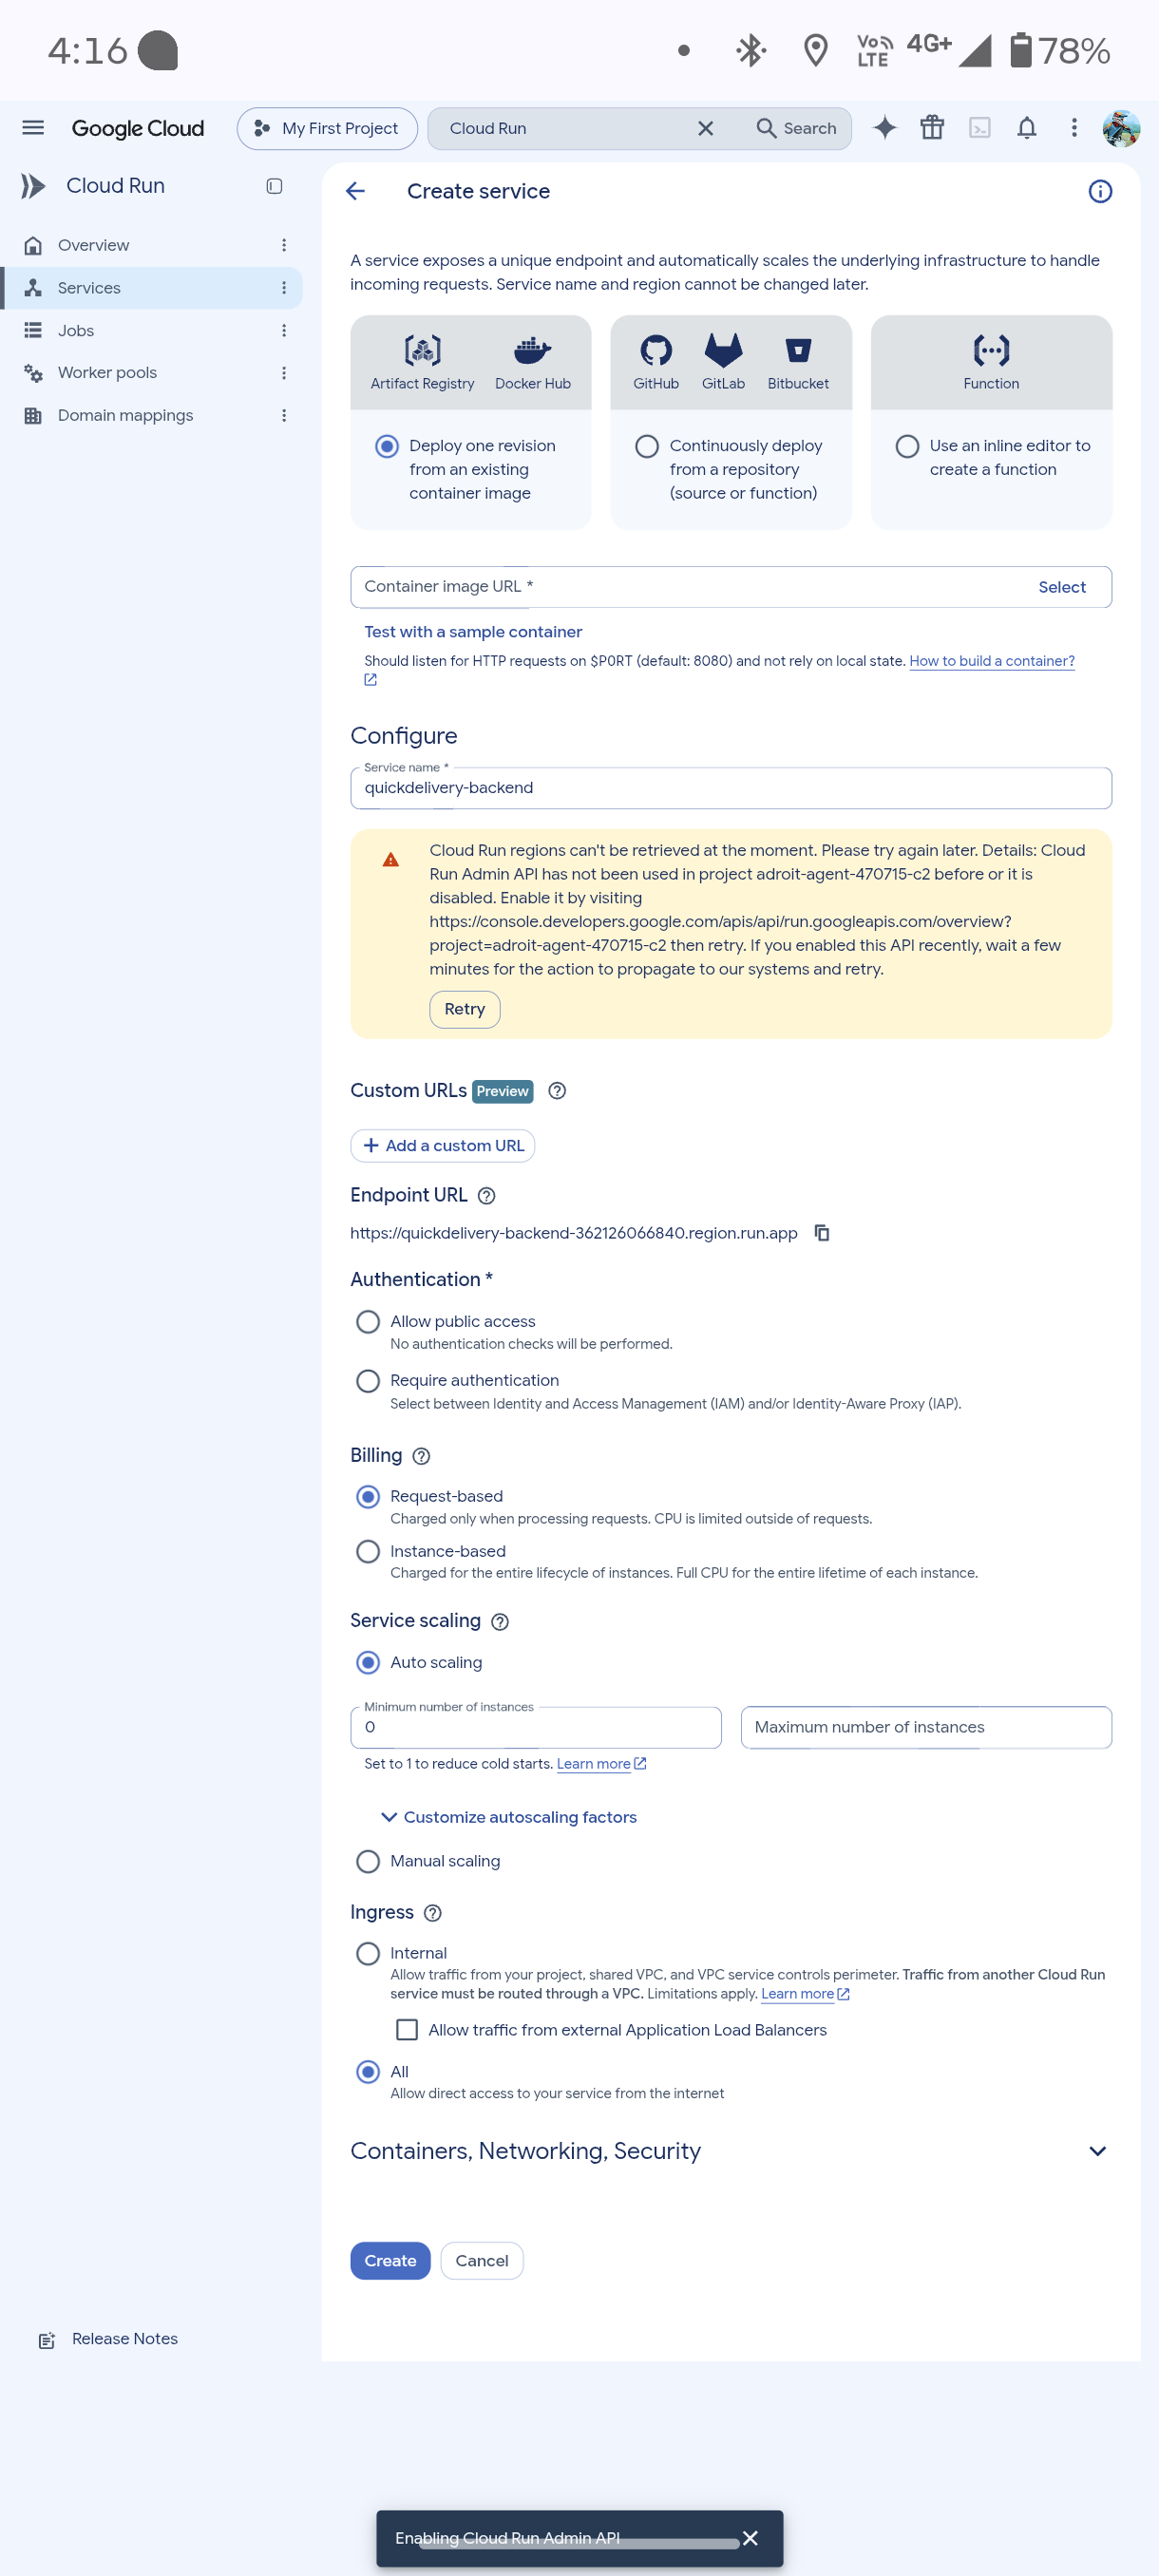 4:16
Vo LTE 4G+ 78%
Google Cloud
My First Project
Cloud Run
Search
Cloud Run
Overview
Services
Jobs
Worker pools
Domain mappings
Release Notes
Create service
A service exposes a unique endpoint and automatically scales the underlying infrastructure to handle
incoming requests. Service name and region cannot be changed later.
Artifact Registry
Docker Hub
Deploy one revision
from an existing
container image
GitHub
GitLab
Bitbucket
Continuously deploy
from a repository
(source or function)
Function
Use an inline editor to
create a function
Container image URL *
Select
Test with a sample container
Should listen for HTTP requests on $PORT (default: 8080) and not rely on local state. How to build a container?
Configure
Service name *
quickdelivery-backend
Cloud Run regions can't be retrieved at the moment. Please try again later. Details: Cloud
Run Admin API has not been used in project adroit-agent-470715-c2 before or it is
disabled. Enable it by visiting
https://console.developers.google.com/apis/api/run.googleapis.com/overview?
project=adroit-agent-470715-c2 then retry. If you enabled this API recently, wait a few
minutes for the action to propagate to our systems and retry.
Retry
Custom URLs Preview
Add a custom URL
Endpoint URL
https://quickdelivery-backend-362126066840.region.run.app
Authentication *
Allow public access
No authentication checks will be performed.
Require authentication
Select between Identity and Access Management (IAM) and/or Identity-Aware Proxy (IAP).
Billing
Request-based
Charged only when processing requests. CPU is limited outside of requests.
Instance-based
Charged for the entire lifecycle of instances. Full CPU for the entire lifetime of each instance.
Service scaling
Auto scaling
Minimum number of instances
0
Maximum number of instances
Set to 1 to reduce cold starts. Learn more
Customize autoscaling factors
Manual scaling
Ingress
Internal
Allow traffic from your project, shared VPC, and VPC service controls perimeter. Traffic from another Cloud Run
service must be routed through a VPC. Limitations apply. Learn more
Allow traffic from external Application Load Balancers
All
Allow direct access to your service from the internet
Containers, Networking, Security
Create
Cancel
Enabling Cloud Run Admin API